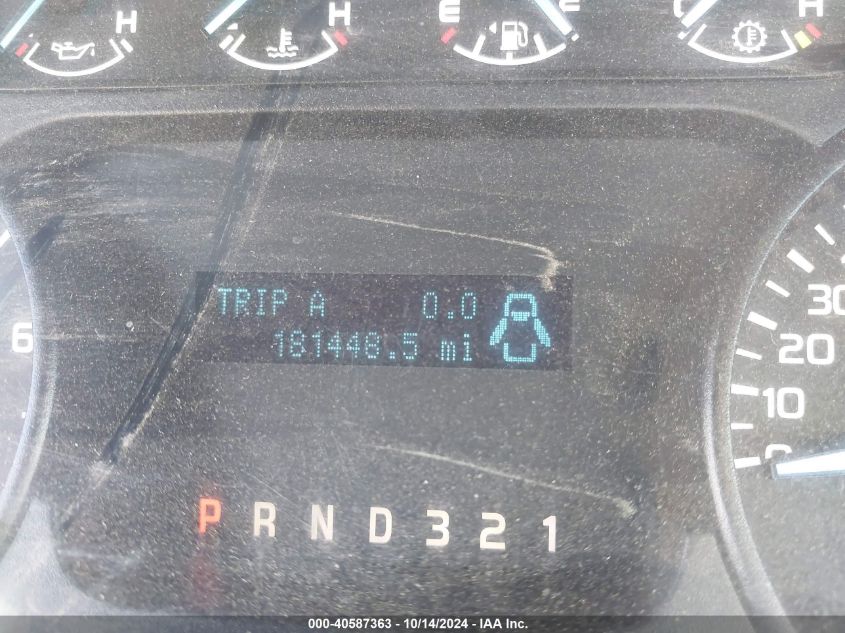 H H E F C H
TRIP A 0.0
181448.5 mi
6
30
20
10
0
P R N D 3 2 1
000-40587363 - 10/14/2024 - IAA Inc.